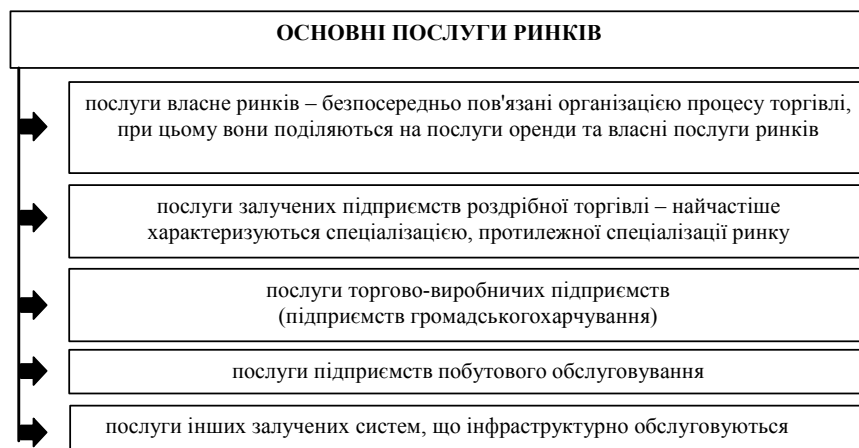 ОСНОВНІ ПОСЛУГИ РИНКІВ
послуги власне ринків – безпосередньо пов'язані організацією процесу торгівлі,
при цьому вони поділяються на послуги оренди та власні послуги ринків
послуги залучених підприємств роздрібної торгівлі – найчастіше
характеризуються спеціалізацією, протилежної спеціалізації ринку
послуги торгово-виробничих підприємств
(підприємств громадськогохарчування)
послуги підприємств побутового обслуговування
послуги інших залучених систем, що інфраструктурно обслуговуються